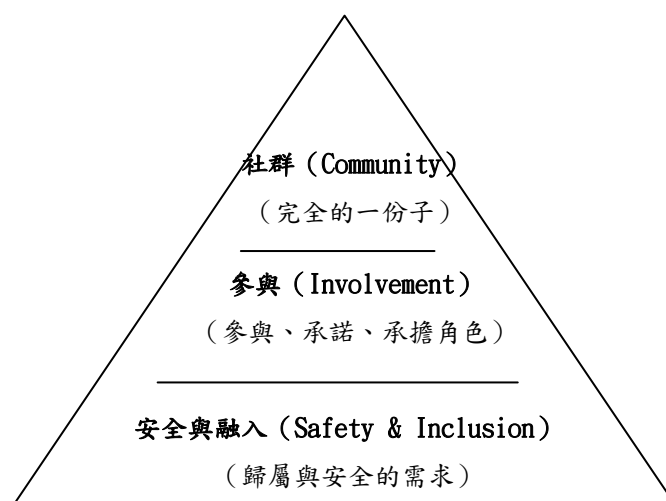 社群（Community）
（完全的一份子）
參與（Involvement）
（參與、承諾、承擔角色）
安全與融入（Safety & Inclusion）
（歸屬與安全的需求）